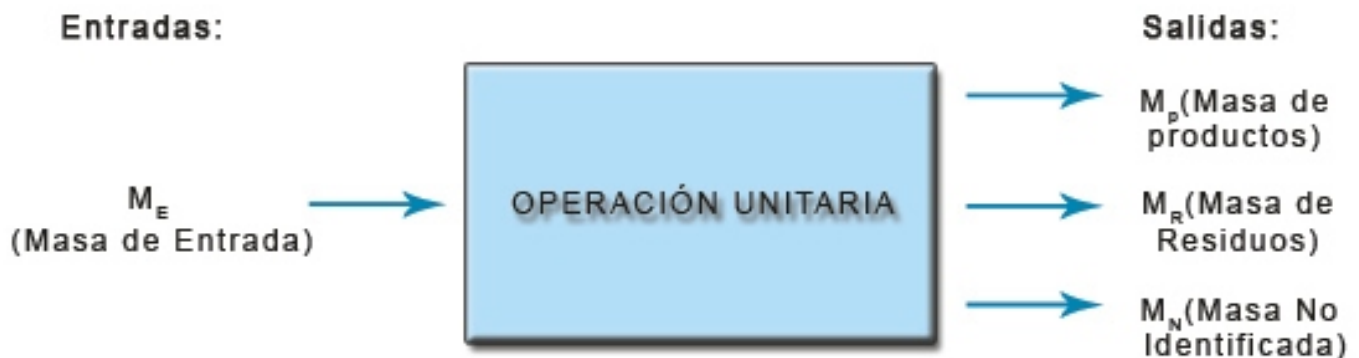 Entradas:
M_E
(Masa de Entrada)
OPERACIÓN UNITARIA
Salidas:
M_p(Masa de
productos)
M_R(Masa de
Residuos)
M_N(Masa No
Identificada)